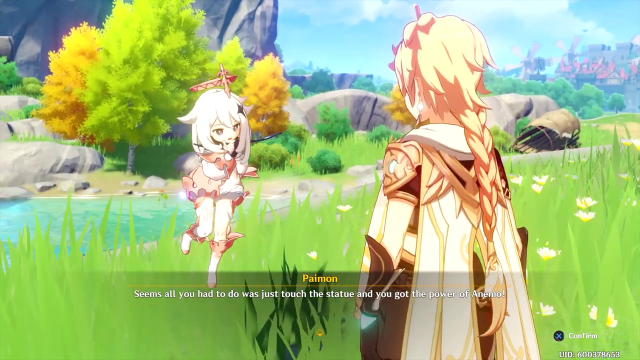 Paimon
Seems all you had to do was just touch the statue and you got the power of Anemo!
Confirm
UID: 600378653